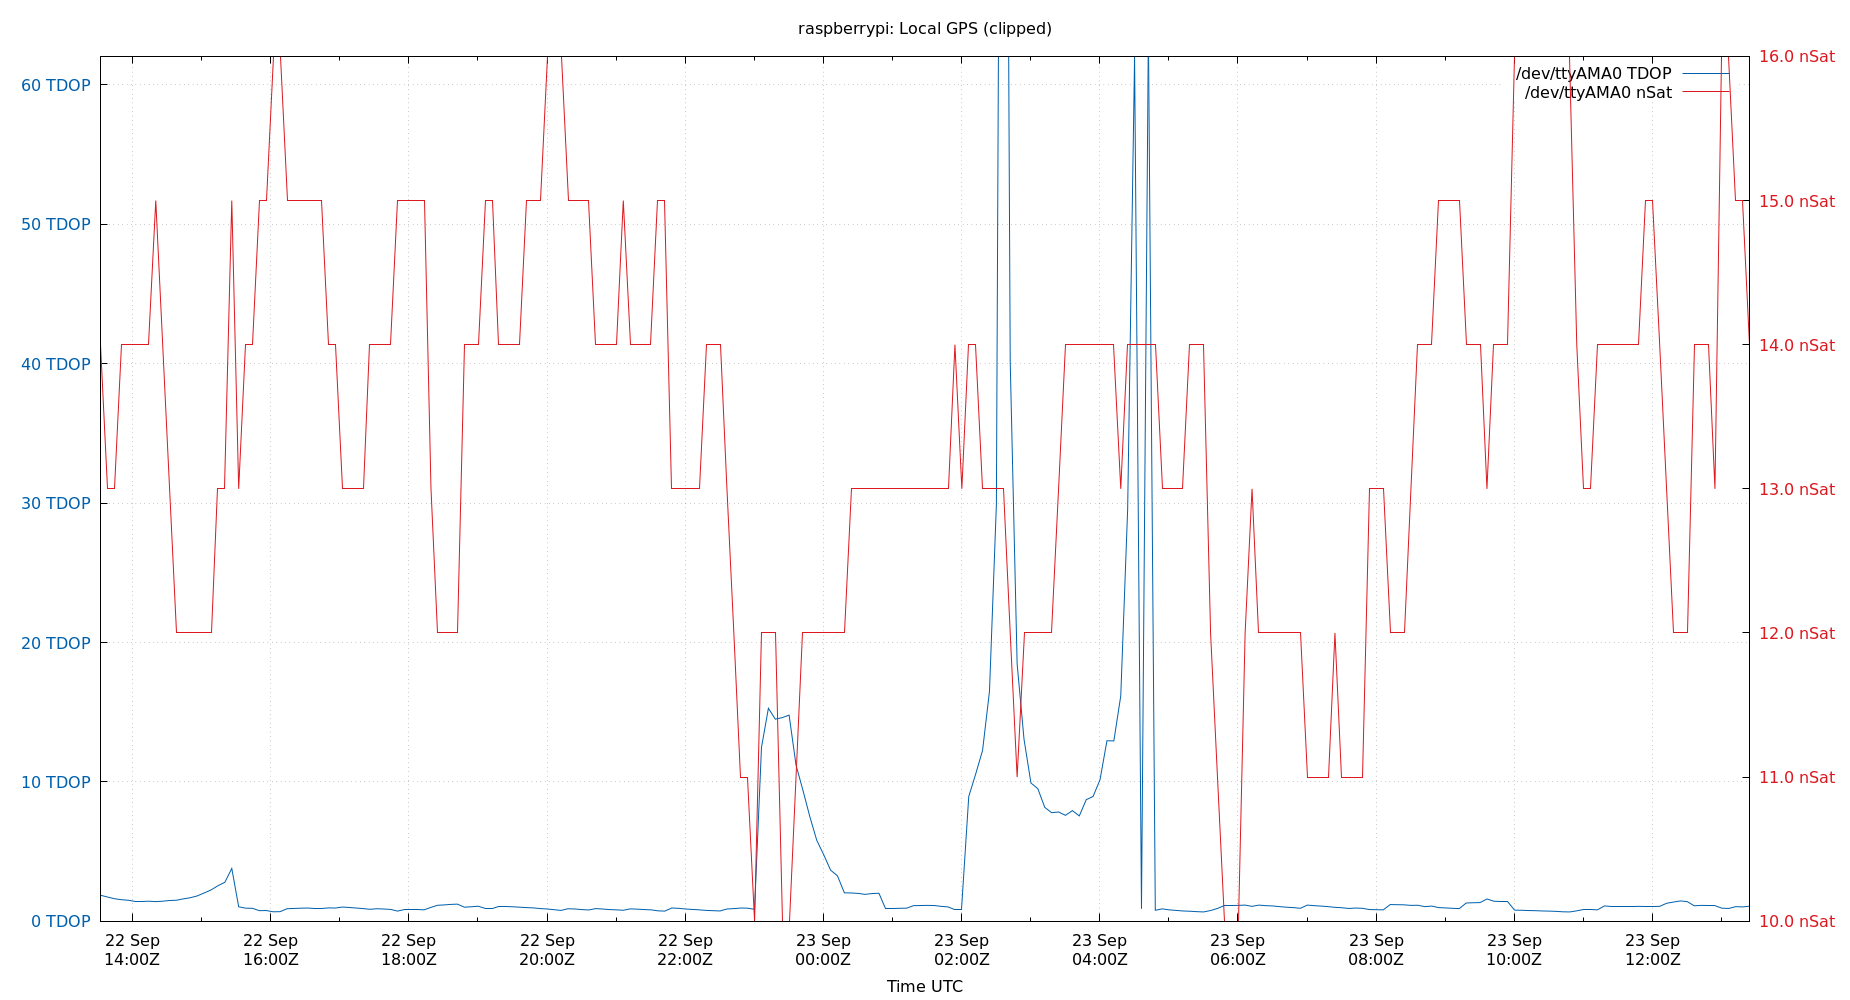 raspberrypi: Local GPS (clipped)
/dev/ttyAMA0 TDOP
/dev/ttyAMA0 nSat
60 TDOP
50 TDOP
40 TDOP
30 TDOP
20 TDOP
10 TDOP
0 TDOP
16.0 nSat
15.0 nSat
14.0 nSat
13.0 nSat
12.0 nSat
11.0 nSat
10.0 nSat
22 Sep 22 Sep 22 Sep 22 Sep 22 Sep 23 Sep 23 Sep 23 Sep 23 Sep 23 Sep 23 Sep 23 Sep
14:00Z 16:00Z 18:00Z 20:00Z 22:00Z 00:00Z 02:00Z 04:00Z 06:00Z 08:00Z 10:00Z 12:00Z
Time UTC